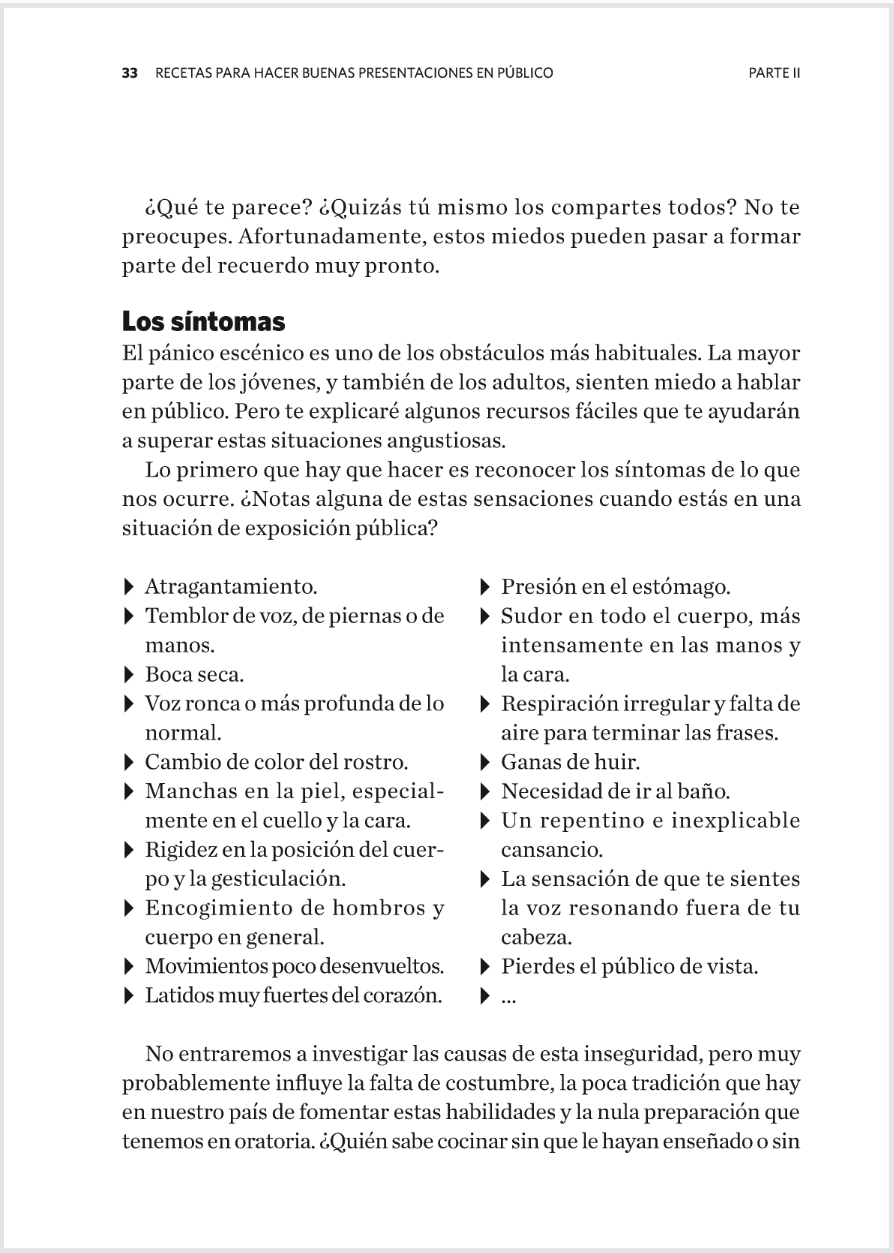 33 RECETAS PARA HACER BUENAS PRESENTACIONES EN PÚBLICO PARTE II
¿Qué te parece? ¿Quizás tú mismo los compartes todos? No te
preocupes. Afortunadamente, estos miedos pueden pasar a formar
parte del recuerdo muy pronto.
Los síntomas
El pánico escénico es uno de los obstáculos más habituales. La mayor
parte de los jóvenes, y también de los adultos, sienten miedo a hablar
en público. Pero te explicaré algunos recursos fáciles que te ayudarán
a superar estas situaciones angustiosas.
Lo primero que hay que hacer es reconocer los síntomas de lo que
nos ocurre. ¿Notas alguna de estas sensaciones cuando estás en una
situación de exposición pública?
Atragantamiento.
Temblor de voz, de piernas o de
manos.
Boca seca.
Voz ronca o más profunda de lo
normal.
Cambio de color del rostro.
Manchas en la piel, especial-
mente en el cuello y la cara.
Rigidez en la posición del cuer-
po y la gesticulación.
Encogimiento de hombros y
cuerpo en general.
Movimientos poco desenvueltos.
Latidos muy fuertes del corazón.
Presión en el estómago.
Sudor en todo el cuerpo, más
intensamente en las manos y
la cara.
Respiración irregular y falta de
aire para terminar las frases.
Ganas de huir.
Necesidad de ir al baño.
Un repentino e inexplicable
cansancio.
La sensación de que te sientes
la voz resonando fuera de tu
cabeza.
Pierdes el público de vista.
...
No entraremos a investigar las causas de esta inseguridad, pero muy
probablemente influye la falta de costumbre, la poca tradición que hay
en nuestro país de fomentar estas habilidades y la nula preparación que
tenemos en oratoria. ¿Quién sabe cocinar sin que le hayan enseñado o sin